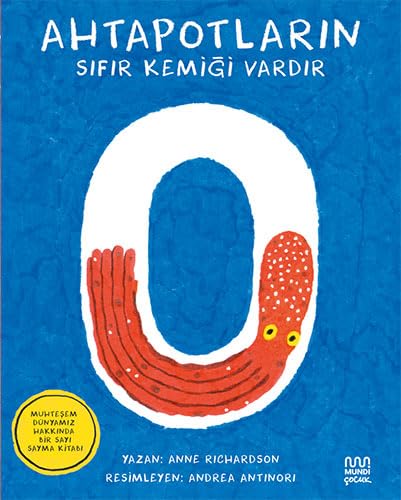 AHTAPOTLARIN
SIFIR KEMİĞİ VARDIR
0
MUHTEŞEM
DÜNYAMIZ
HAKKINDA
BİR SAYI
SAYMA KİTABI
YAZAN: ANNE RICHARDSON
RESİMLEYEN: ANDREA ANTINORI
MUNDİ
çocuk